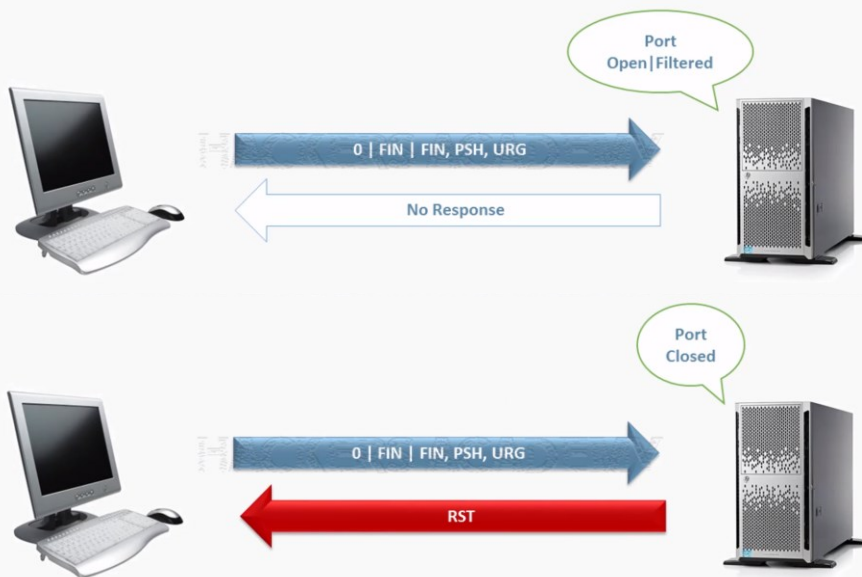 Port
Open|Filtered
0 | FIN | FIN, PSH, URG
No Response
Port
Closed
0 | FIN | FIN, PSH, URG
RST